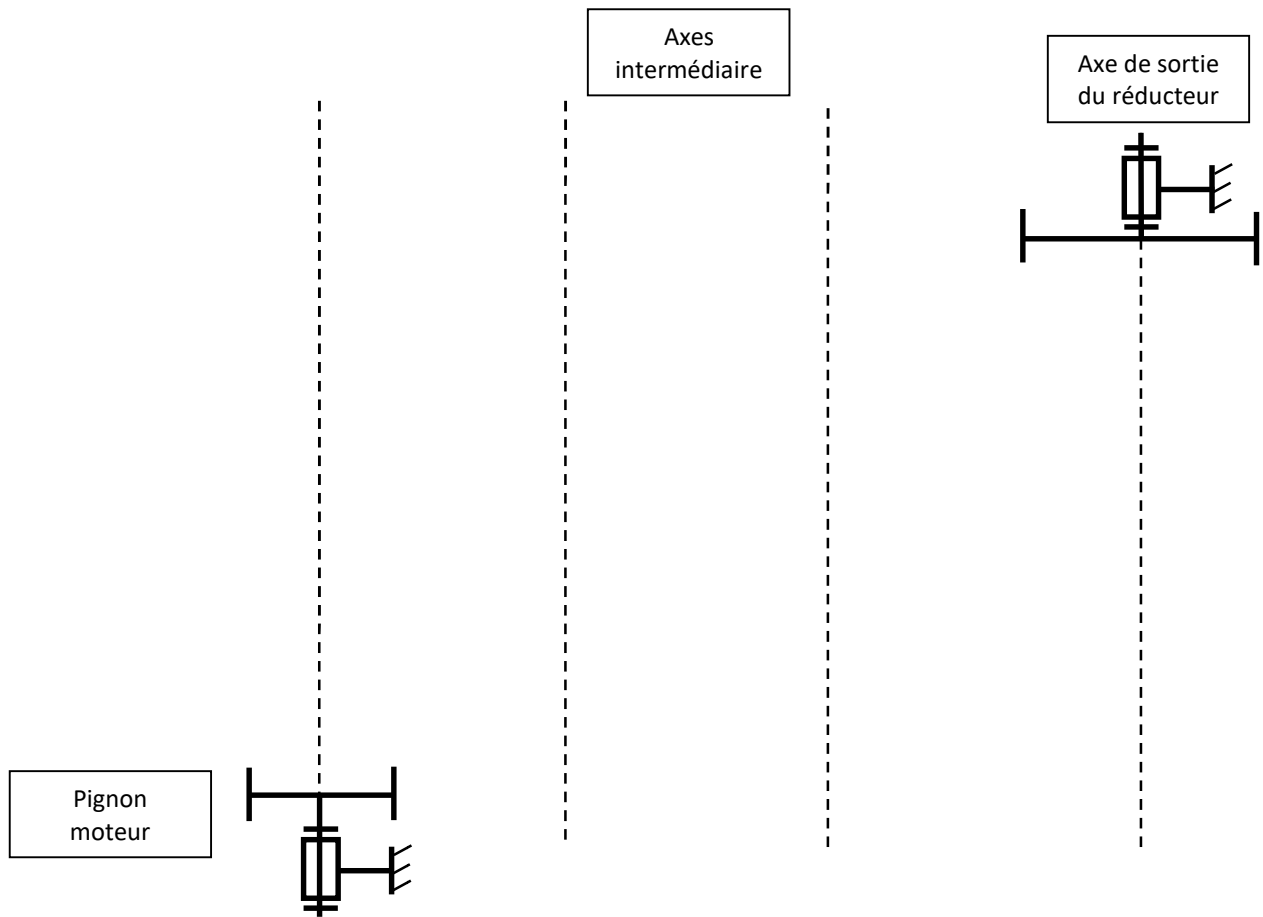 Axes
intermédiaire
Axe de sortie
du réducteur
Pignon
moteur